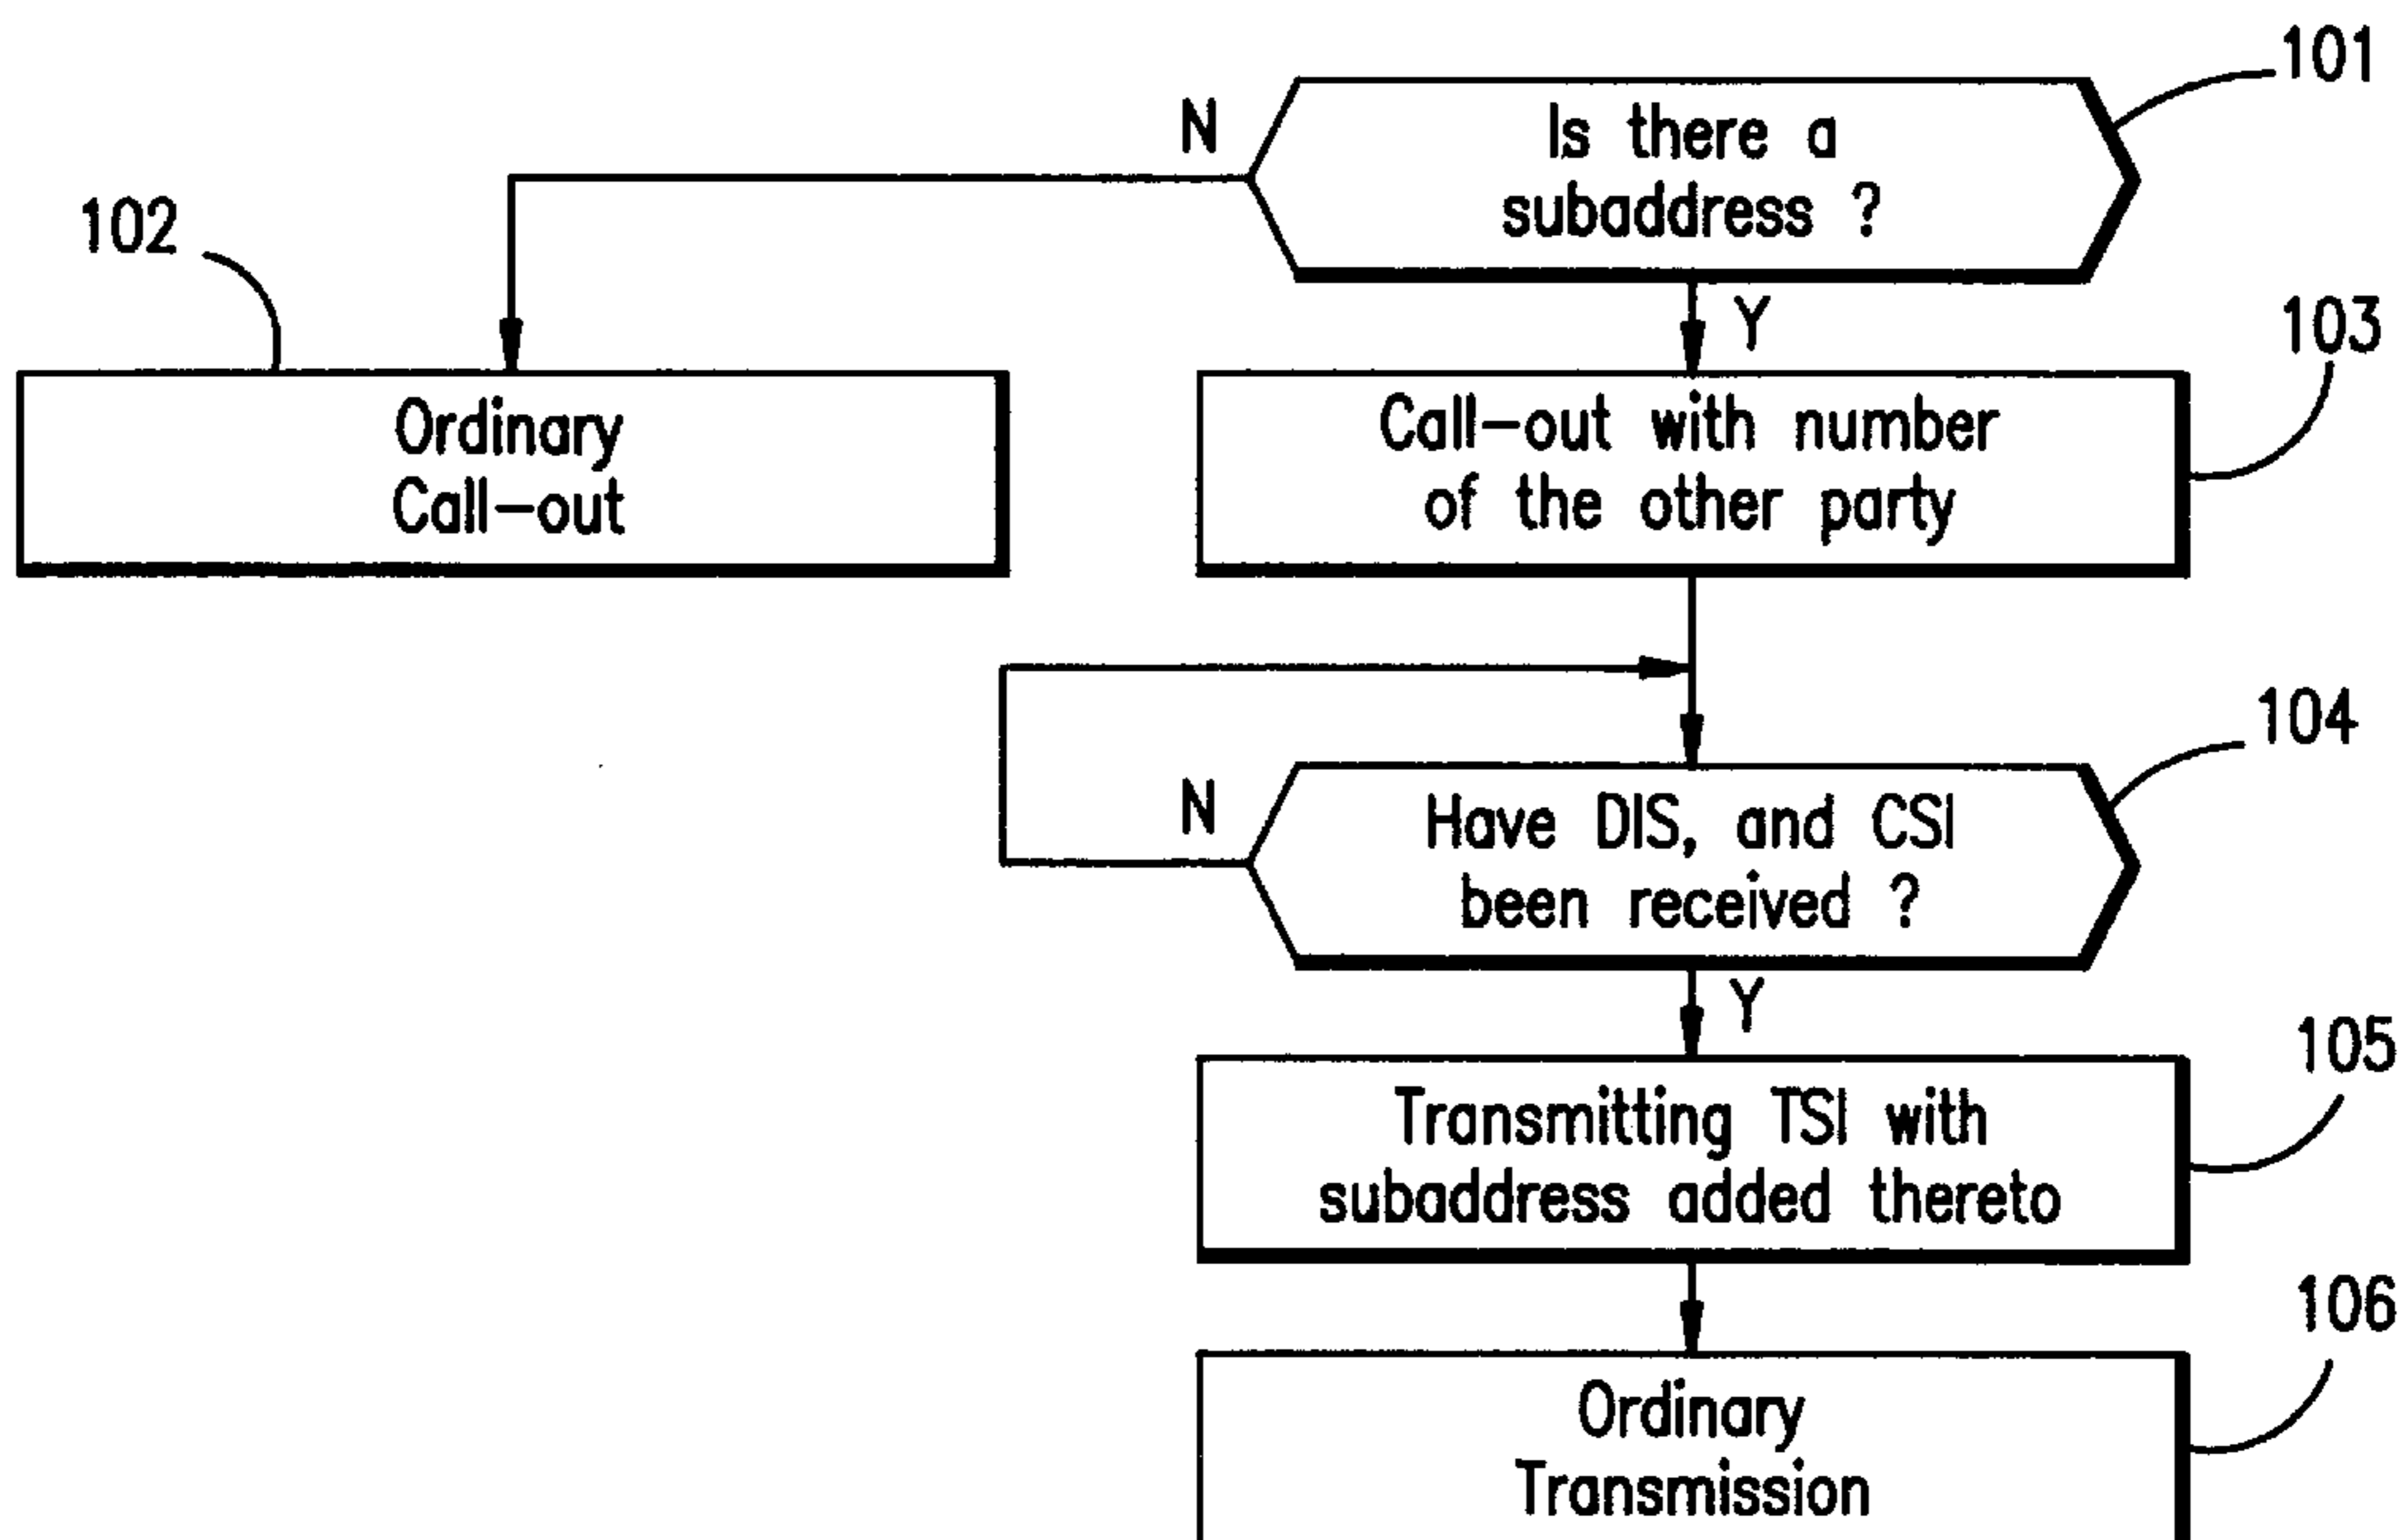 101
N
Is there a
subaddress ?
102
Y
103
Ordinary
Call-out
Call-out with number
of the other party
104
N
Have DIS, and CSI
been received ?
Y
105
Transmitting TSI with
subaddress added thereto
106
Ordinary
Transmission